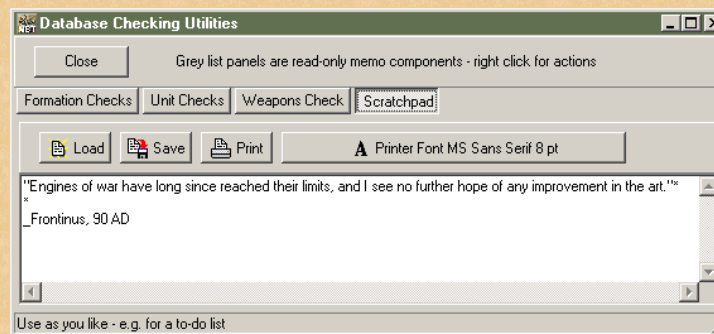 NET Database Checking Utilities
Close Grey list panels are read-only memo components - right click for actions
Formation Checks Unit Checks Weapons Check Scratchpad
Load Save Print A Printer Font MS Sans Serif 8 pt
"Engines of war have long since reached their limits, and I see no further hope of any improvement in the art."*
*
_Frontinus, 90 AD
Use as you like - e.g. for a to-do list